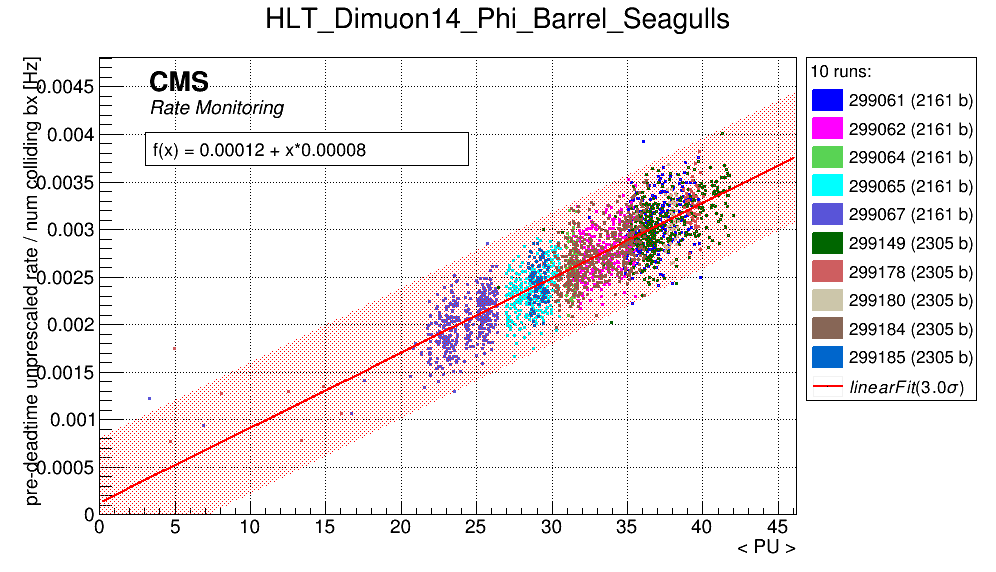 HLT_Dimuon14_Phi_Barrel_Seagulls
pre-deadtime unprescaled rate / num colliding bx [Hz]
CMS
Rate Monitoring
f(x) = 0.00012 + x*0.00008
0.0045
0.004
0.0035
0.003
0.0025
0.002
0.0015
0.001
0.0005
0
0 5 10 15 20 25 30 35 40 45
< PU >
10 runs:
299061 (2161 b)
299062 (2161 b)
299064 (2161 b)
299065 (2161 b)
299067 (2161 b)
299149 (2305 b)
299178 (2305 b)
299180 (2305 b)
299184 (2305 b)
299185 (2305 b)
linearFit(3.0σ)